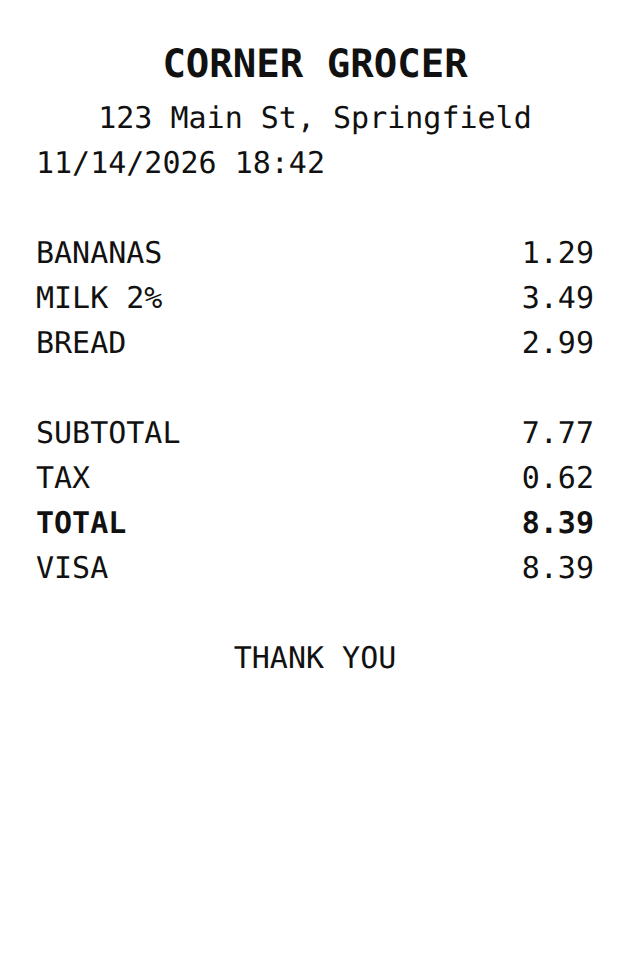 CORNER GROCER
123 Main St, Springfield
11/14/2026 18:42
BANANAS 1.29
MILK 2% 3.49
BREAD 2.99
SUBTOTAL 7.77
TAX 0.62
TOTAL 8.39
VISA 8.39
THANK YOU